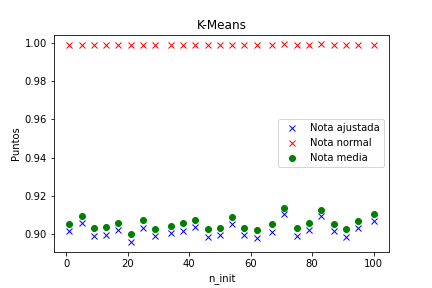 K-Means
1.00
0.98
0.96
0.94
0.92
0.90
Puntos
Nota ajustada
Nota normal
Nota media
0 20 40 60 80 100
n_init